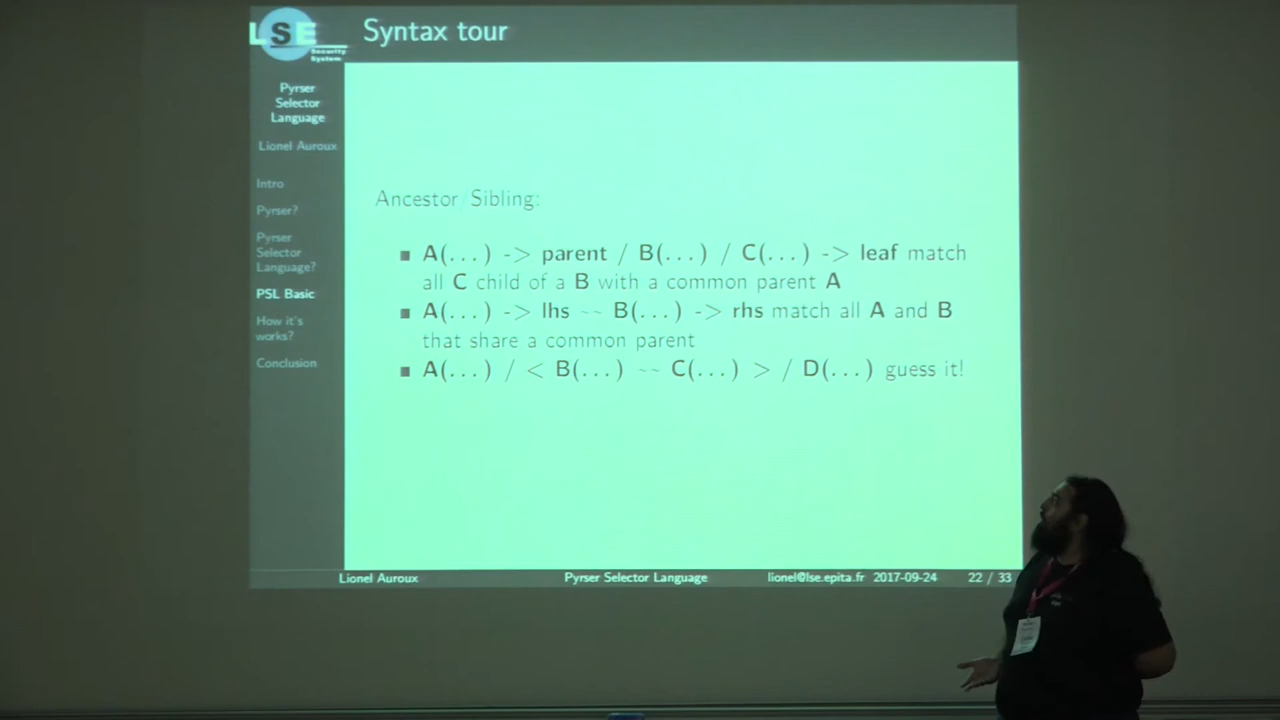 LSE
Security
System
Syntax tour
Pyrser
Selector
Language
Lionel Auroux
Intro
Pyrser?
Pyrser
Selector
Language?
PSL Basic
How it's
works?
Conclusion
Ancestor/Sibling:
A(...) -> parent / B(...) / C(...) -> leaf match
all C child of a B with a common parent A
A(...) -> lhs ~~ B(...) -> rhs match all A and B
that share a common parent
A(...) / < B(...) ~~ C(...) > / D(...) guess it!
Lionel Auroux Pyrser Selector Language lionel@lse.epita.fr 2017-09-24 22 / 33